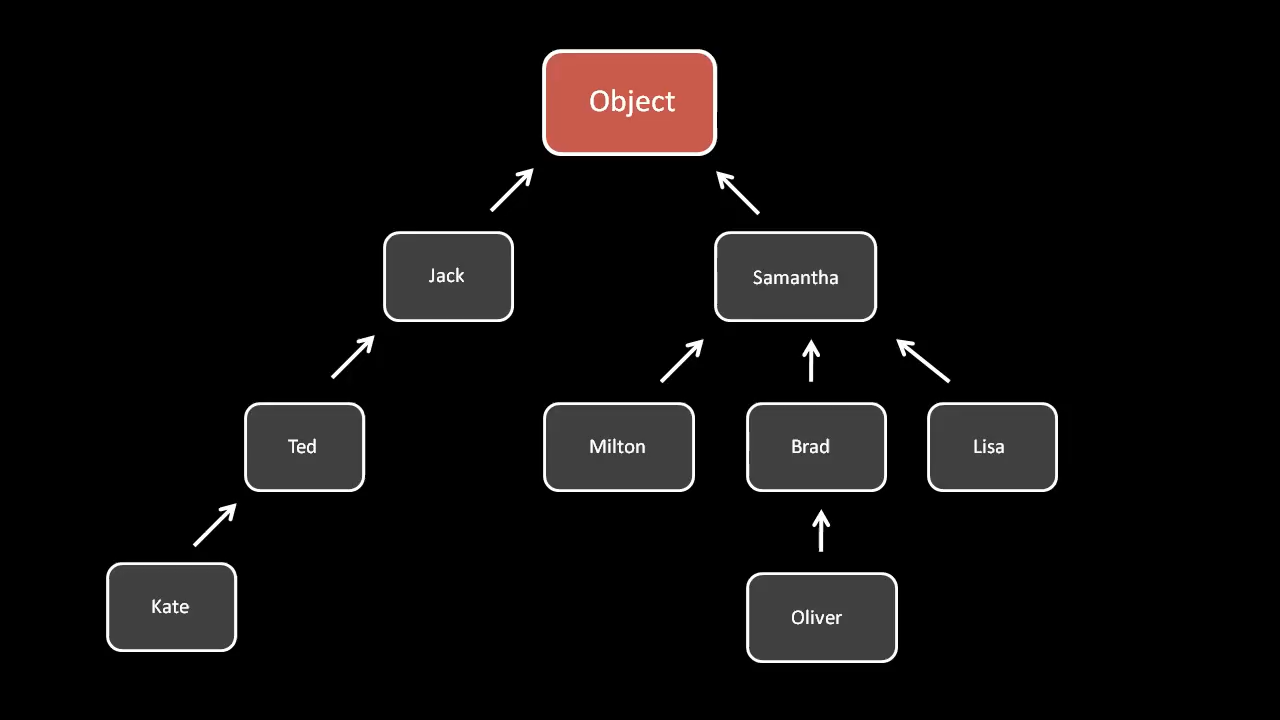 Object
Jack
Samantha
Ted
Milton
Brad
Lisa
Kate
Oliver